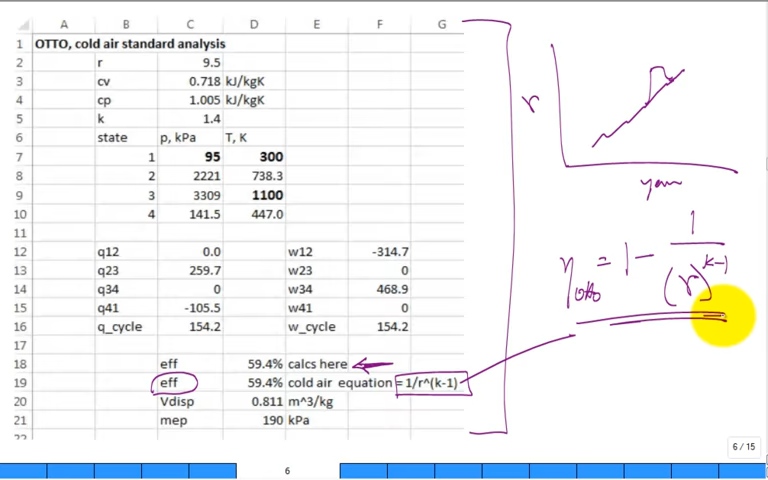 A B C D E F G
1 OTTO, cold air standard analysis
2 r 9.5
3 cv 0.718 kJ/kgK
4 cp 1.005 kJ/kgK
5 k 1.4
6 state p, kPa T, K
7 1 95 300
8 2 2221 738.3
9 3 3309 1100
10 4 141.5 447.0
11
12 q12 0.0 w12 -314.7
13 q23 259.7 w23 0
14 q34 0 w34 468.9
15 q41 -105.5 w41 0
16 q_cycle 154.2 w_cycle 154.2
17
18 eff 59.4% calcs here
19 eff 59.4% cold air equation = 1/r^(k-1)
20 Vdisp 0.811 m^3/kg
21 mep 190 kPa
22
r
year
η otto = 1 - 1 / (r)^k-1
6 / 15
6